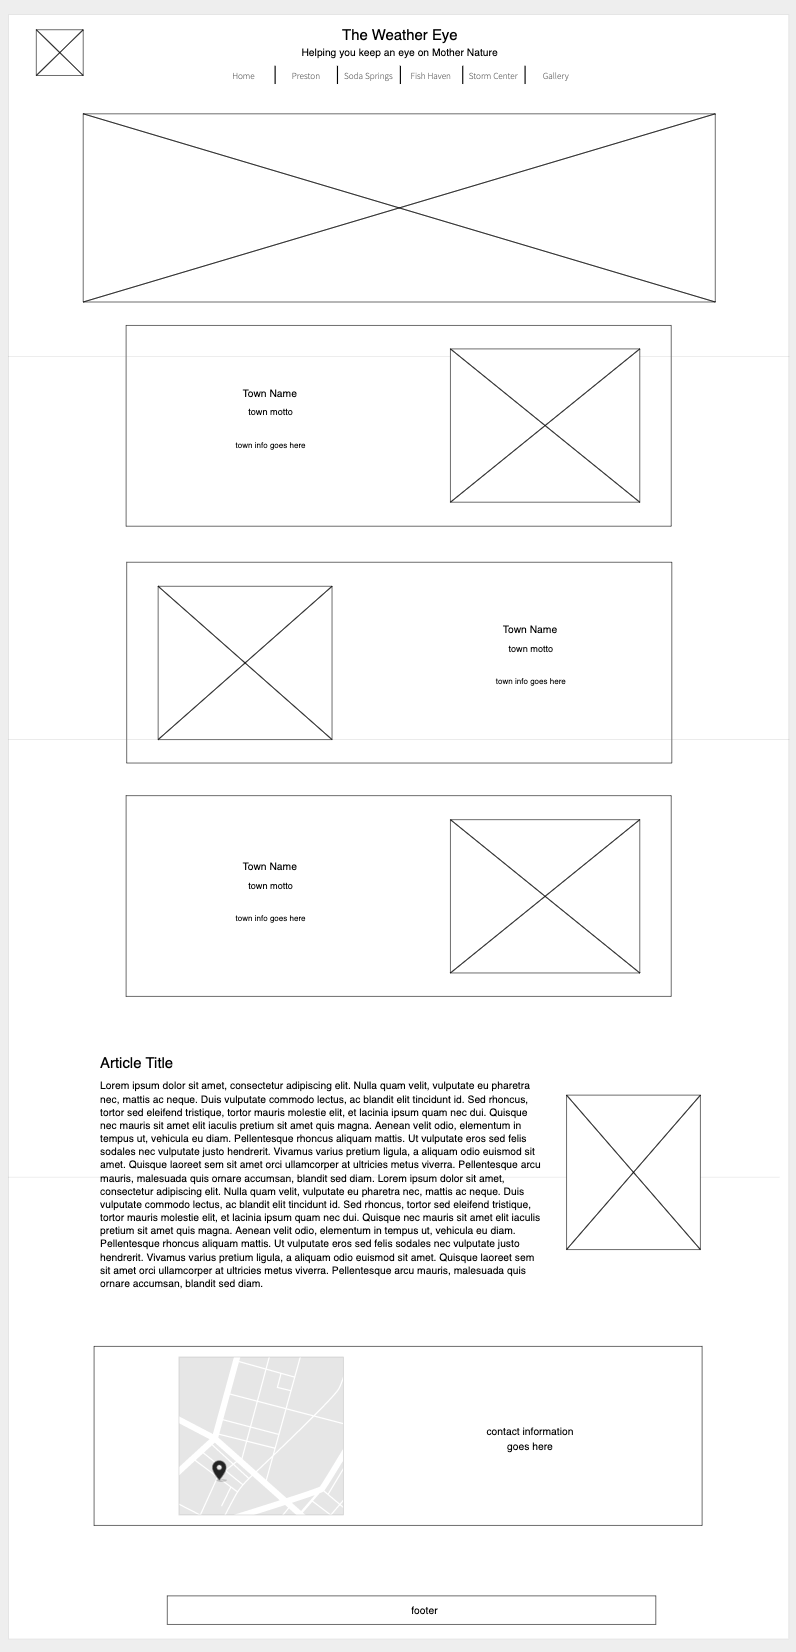 The Weather Eye
Helping you keep an eye on Mother Nature
Home Preston Soda Springs Fish Haven Storm Center Gallery
Town Name
town motto
town info goes here
Town Name
town motto
town info goes here
Town Name
town motto
town info goes here
Article Title
Lorem ipsum dolor sit amet, consectetur adipiscing elit. Nulla quam velit, vulputate eu pharetra
nec, mattis ac neque. Duis vulputate commodo lectus, ac blandit elit tincidunt id. Sed rhoncus,
tortor sed eleifend tristique, tortor mauris molestie elit, et lacinia ipsum quam nec dui. Quisque
nec mauris sit amet elit iaculis pretium sit amet quis magna. Aenean velit odio, elementum in
tempus ut, vehicula eu diam. Pellentesque rhoncus aliquam mattis. Ut vulputate eros sed felis
sodales nec vulputate justo hendrerit. Vivamus varius pretium ligula, a aliquam odio euismod sit
amet. Quisque laoreet sem sit amet orci ullamcorper at ultricies metus viverra. Pellentesque arcu
mauris, malesuada quis ornare accumsan, blandit sed diam. Lorem ipsum dolor sit amet,
consectetur adipiscing elit. Nulla quam velit, vulputate eu pharetra nec, mattis ac neque. Duis
vulputate commodo lectus, ac blandit elit tincidunt id. Sed rhoncus, tortor sed eleifend tristique,
tortor mauris molestie elit, et lacinia ipsum quam nec dui. Quisque nec mauris sit amet elit iaculis
pretium sit amet quis magna. Aenean velit odio, elementum in tempus ut, vehicula eu diam.
Pellentesque rhoncus aliquam mattis. Ut vulputate eros sed felis sodales nec vulputate justo
hendrerit. Vivamus varius pretium ligula, a aliquam odio euismod sit amet. Quisque laoreet sem
sit amet orci ullamcorper at ultricies metus viverra. Pellentesque arcu mauris, malesuada quis
ornare accumsan, blandit sed diam.
contact information
goes here
footer